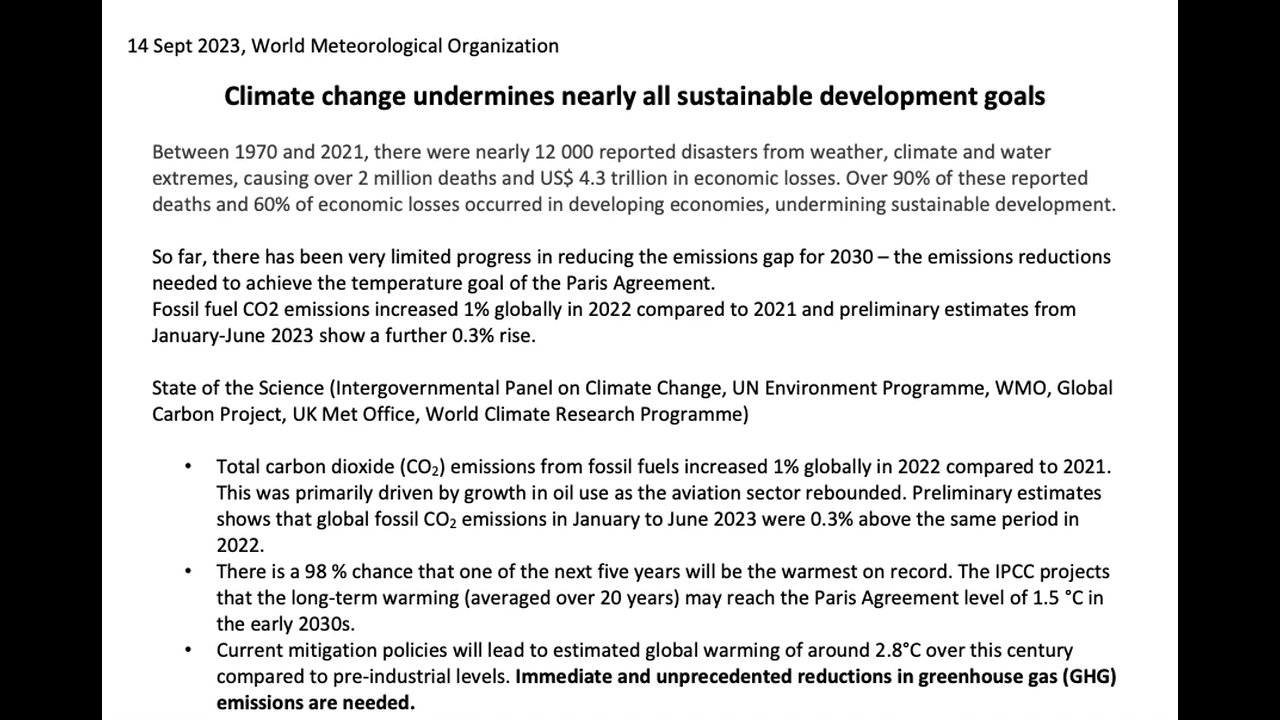 14 Sept 2023, World Meteorological Organization
Climate change undermines nearly all sustainable development goals
Between 1970 and 2021, there were nearly 12 000 reported disasters from weather, climate and water
extremes, causing over 2 million deaths and US$ 4.3 trillion in economic losses. Over 90% of these reported
deaths and 60% of economic losses occurred in developing economies, undermining sustainable development.
So far, there has been very limited progress in reducing the emissions gap for 2030 – the emissions reductions
needed to achieve the temperature goal of the Paris Agreement.
Fossil fuel CO2 emissions increased 1% globally in 2022 compared to 2021 and preliminary estimates from
January-June 2023 show a further 0.3% rise.
State of the Science (Intergovernmental Panel on Climate Change, UN Environment Programme, WMO, Global
Carbon Project, UK Met Office, World Climate Research Programme)
• Total carbon dioxide (CO₂) emissions from fossil fuels increased 1% globally in 2022 compared to 2021.
This was primarily driven by growth in oil use as the aviation sector rebounded. Preliminary estimates
shows that global fossil CO₂ emissions in January to June 2023 were 0.3% above the same period in
2022.
• There is a 98 % chance that one of the next five years will be the warmest on record. The IPCC projects
that the long-term warming (averaged over 20 years) may reach the Paris Agreement level of 1.5 °C in
the early 2030s.
• Current mitigation policies will lead to estimated global warming of around 2.8°C over this century
compared to pre-industrial levels. Immediate and unprecedented reductions in greenhouse gas (GHG)
emissions are needed.